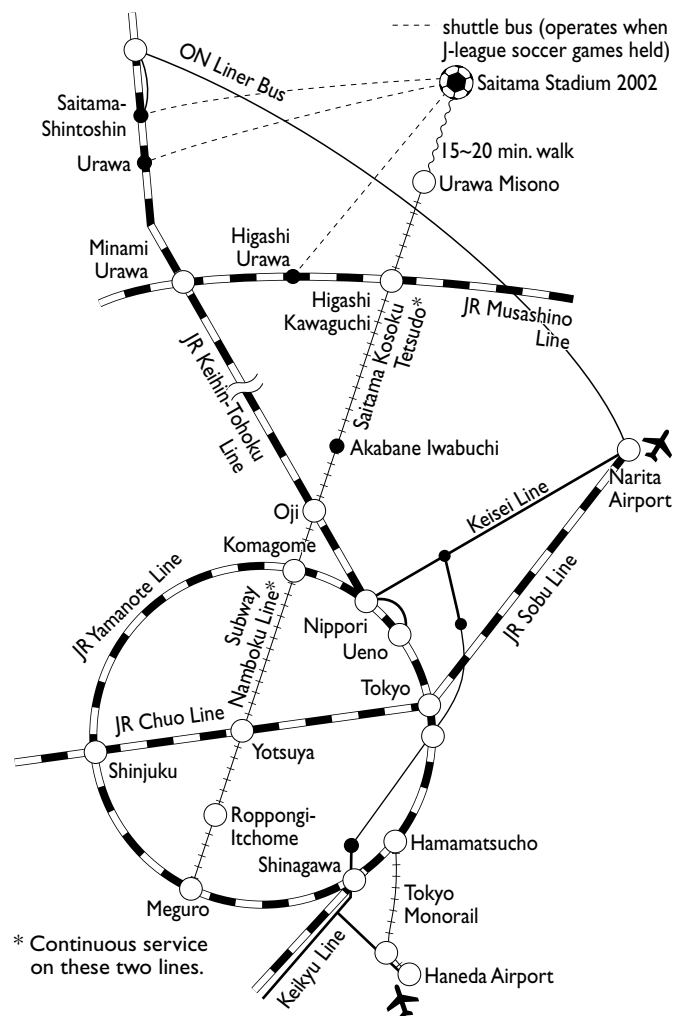 shuttle bus (operates when
J-league soccer games held)
ON Liner Bus
Saitama Stadium 2002
Saitama-
Shintoshin
15~20 min. walk
Urawa
Urawa Misono
Higashi
Urawa
Minami
Urawa
Higashi
Kawaguchi
JR Musashino
Line
Saitama Kosoku
Tetsudo*
JR Keihin-Tohoku
Line
Akabane Iwabuchi
Narita
Airport
Keisei Line
Oji
Komagome
JR Yamanote Line
JR Sobu Line
Subway
Namboku Line*
Nippori
Ueno
Tokyo
JR Chuo Line
Yotsuya
Shinjuku
Roppongi-
Itchome
Hamamatsucho
Shinagawa
Meguro
Tokyo
Monorail
* Continuous service
on these two lines.
Keikyu Line
Haneda Airport